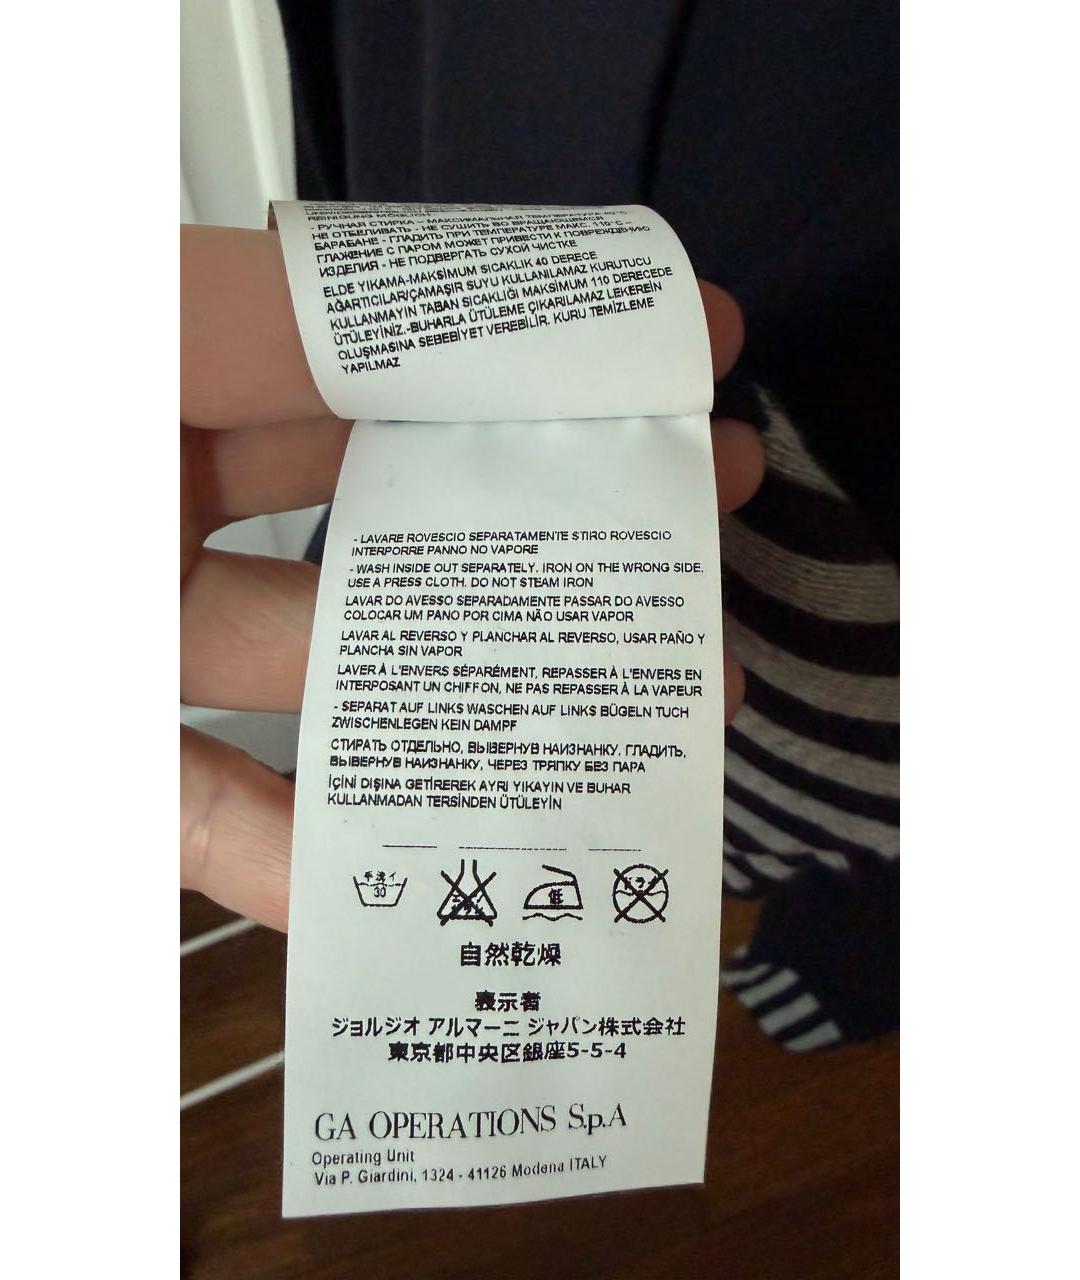 REINIGUNG MÖGLICH
- РУЧНАЯ СТИРКА – МАКСИМАЛЬНАЯ ТЕМПЕРАТУРА 40°C –
НЕ ОТБЕЛИВАТЬ - НЕ СУШИТЬ ВО ВРАЩАЮЩЕМСЯ
БАРАБАНЕ - ГЛАДИТЬ ПРИ ТЕМПЕРАТУРЕ МАКС. 110°C –
ГЛАЖЕНИЕ С ПАРОМ МОЖЕТ ПРИВЕСТИ К ПОВРЕЖДЕНИЮ
ИЗДЕЛИЯ - НЕ ПОДВЕРГАТЬ СУХОЙ ЧИСТКЕ
ELDE YIKAMA-MAKSİMUM SICAKLIK 40 DERECE
AĞARTICILAR/ÇAMAŞIR SUYU KULLANILAMAZ KURUTUCU
KULLANMAYIN TABAN SICAKLIĞI MAKSİMUM 110 DERECEDE
ÜTÜLEYİNİZ.-BUHARLA ÜTÜLEME ÇIKARILAMAZ LEKEREİN
OLUŞMASINA SEBEBİYET VEREBİLİR. KURU TEMİZLEME
YAPILMAZ
- LAVARE ROVESCIO SEPARATAMENTE STIRO ROVESCIO
INTERPORRE PANNO NO VAPORE
- WASH INSIDE OUT SEPARATELY. IRON ON THE WRONG SIDE.
USE A PRESS CLOTH. DO NOT STEAM IRON
LAVAR DO AVESSO SEPARADAMENTE PASSAR DO AVESSO
COLOCAR UM PANO POR CIMA NÃO USAR VAPOR
LAVAR AL REVERSO Y PLANCHAR AL REVERSO, USAR PAÑO Y
PLANCHA SIN VAPOR
LAVER À L'ENVERS SÉPARÉMENT, REPASSER À L'ENVERS EN
INTERPOSANT UN CHIFFON, NE PAS REPASSER À LA VAPEUR
- SEPARAT AUF LINKS WASCHEN AUF LINKS BÜGELN TUCH
ZWISCHENLEGEN KEIN DAMPF
СТИРАТЬ ОТДЕЛЬНО, ВЫВЕРНУВ НАИЗНАНКУ. ГЛАДИТЬ,
ВЫВЕРНУВ НАИЗНАНКУ, ЧЕРЕЗ ТРЯПКУ БЕЗ ПАРА
İÇİNİ DIŞINA GETİREREK AYRI YIKAYIN VE BUHAR
KULLANMADAN TERSİNDEN ÜTÜLEYİN
手洗イ 30 エンソ 低 ドライ
自然乾燥
表示者
ジョルジオ アルマーニ ジャパン株式会社
東京都中央区銀座5-5-4
GA OPERATIONS S.p.A
Operating Unit
Via P. Giardini, 1324 - 41126 Modena ITALY